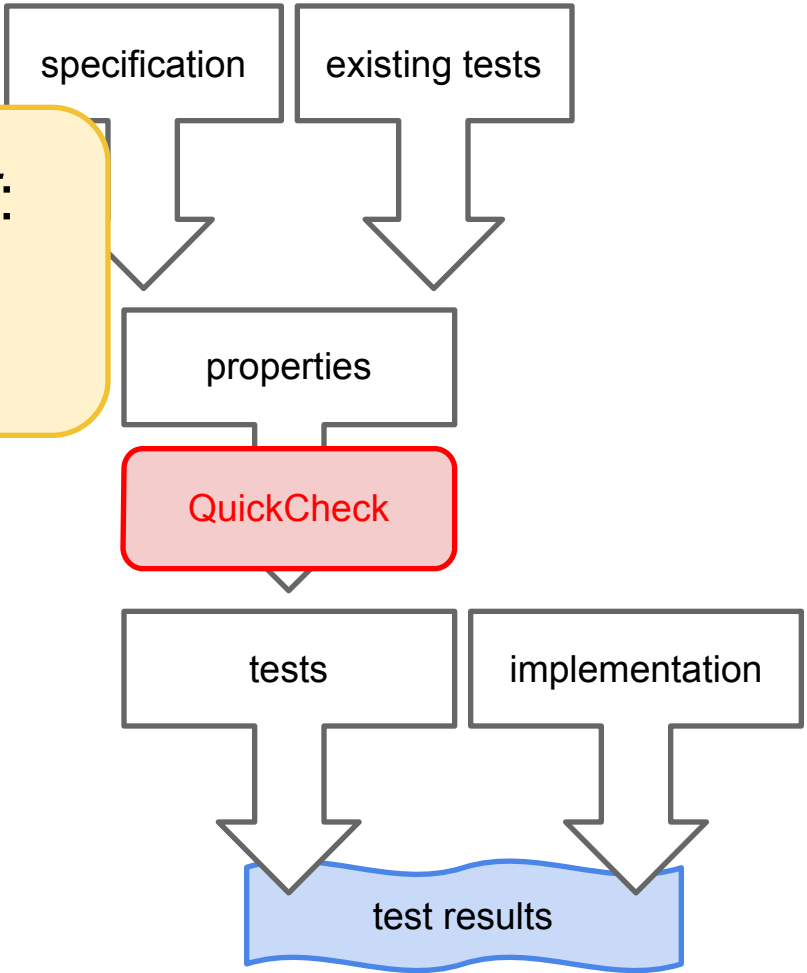 specification
existing tests
properties
QuickCheck
tests
implementation
test results